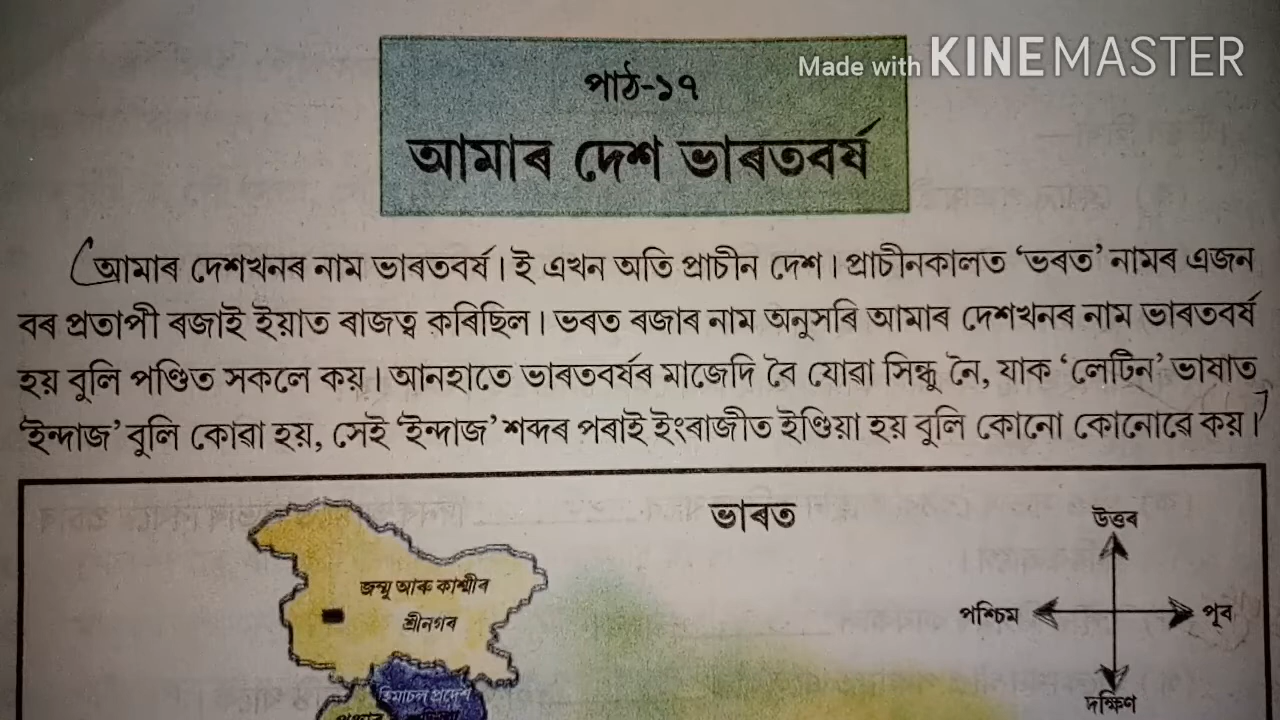 Made with KINEMASTER
পাঠ-১৭
আমাৰ দেশ ভাৰতবৰ্ষ
আমাৰ দেশখনৰ নাম ভাৰতবৰ্ষ। ই এখন অতি প্ৰাচীন দেশ। প্ৰাচীনকালত ‘ভৰত’ নামৰ এজন
বৰ প্ৰতাপী ৰজাই ইয়াত ৰাজত্ব কৰিছিল। ভৰত ৰজাৰ নাম অনুসৰি আমাৰ দেশখনৰ নাম ভাৰতবৰ্ষ
হয় বুলি পণ্ডিত সকলে কয়। আনহাতে ভাৰতবৰ্ষৰ মাজেদি বৈ যোৱা সিন্ধু নৈ, যাক ‘লেটিন’ ভাষাত
‘ইন্দাজ’ বুলি কোৱা হয়, সেই ‘ইন্দাজ’ শব্দৰ পৰাই ইংৰাজীত ইণ্ডিয়া হয় বুলি কোনো কোনোৱে কয়।
ভাৰত
উত্তৰ
জম্মু আৰু কাশ্মীৰ
পশ্চিম
পূব
শ্ৰীনগৰ
হিমাচল প্ৰদেশ
দক্ষিণ